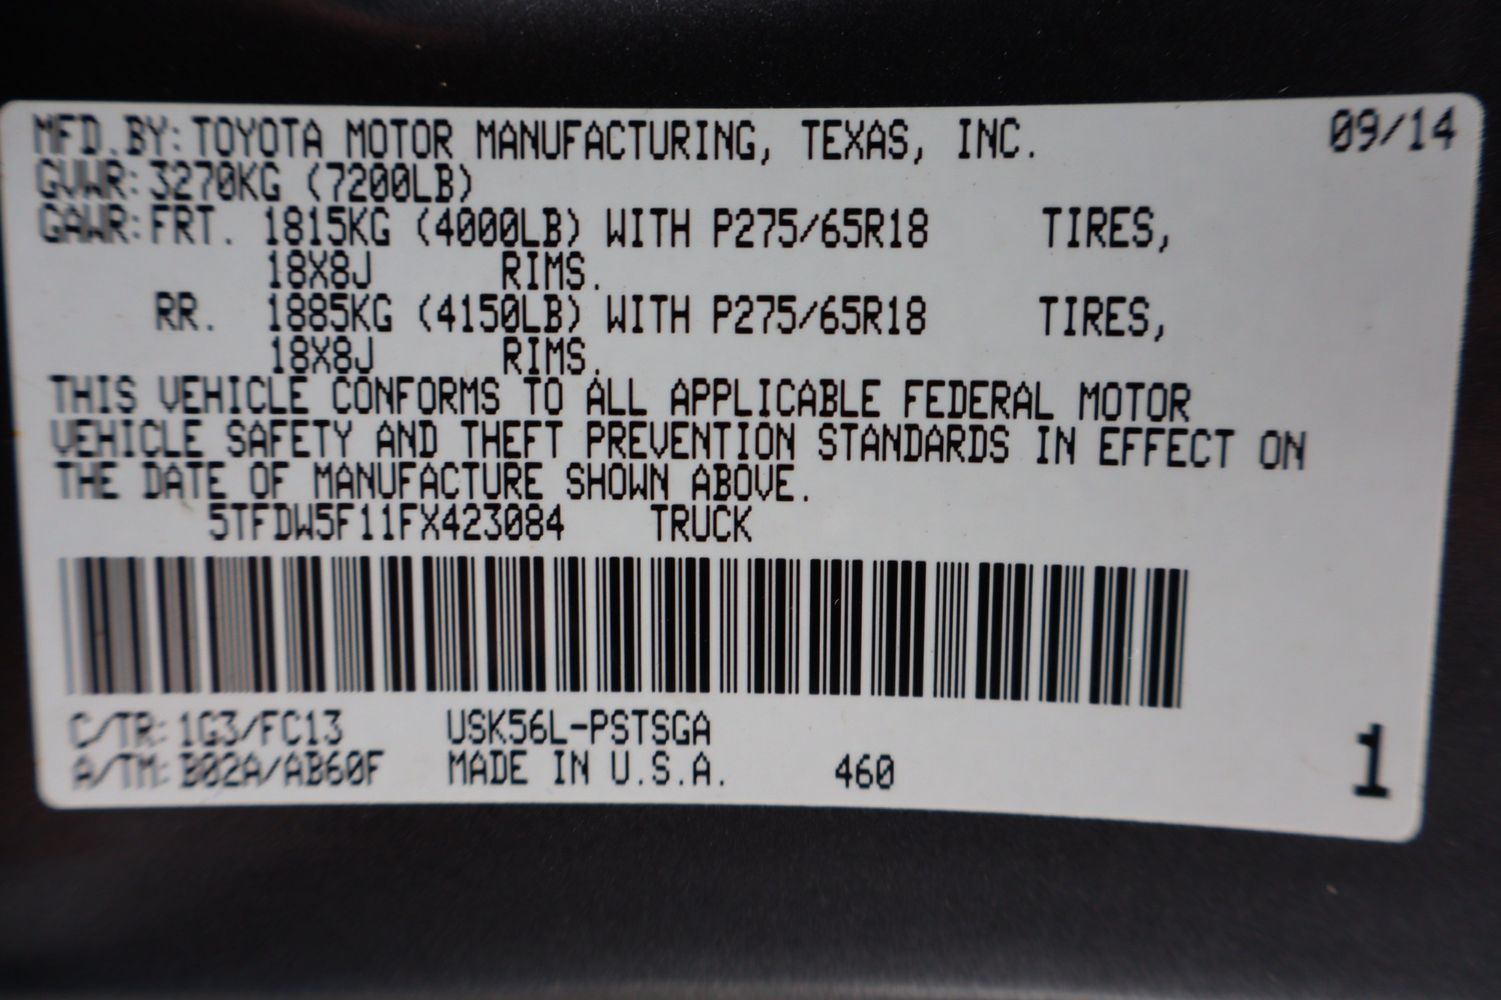 MFD.BY:TOYOTA MOTOR MANUFACTURING, TEXAS, INC. 09/14
GVWR:3270KG (7200LB)
GAWR:FRT. 1815KG (4000LB) WITH P275/65R18 TIRES,
18X8J RIMS.
RR. 1885KG (4150LB) WITH P275/65R18 TIRES,
18X8J RIMS.
THIS VEHICLE CONFORMS TO ALL APPLICABLE FEDERAL MOTOR
VEHICLE SAFETY AND THEFT PREVENTION STANDARDS IN EFFECT ON
THE DATE OF MANUFACTURE SHOWN ABOVE.
5TFDW5F11FX423084 TRUCK
C/TR:1G3/FC13 USK56L-PSTSGA
A/TM:B02A/AB60F MADE IN U.S.A. 460 1